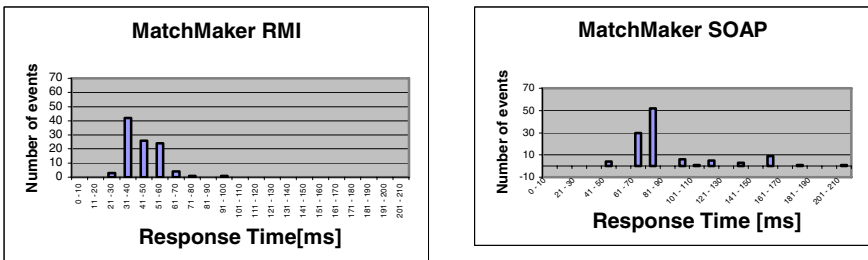 MatchMaker RMI
Number of events
70
60
50
40
30
20
10
0
0 - 10
11 - 20
21 - 30
31 - 40
41 - 50
51 - 60
61 - 70
71 - 80
81 - 90
91 - 100
101 - 110
111 - 120
121 - 130
131 - 140
141 - 150
151 - 160
161 - 170
171 - 180
181 - 190
191 - 200
201 - 210
Response Time[ms]
MatchMaker SOAP
Number of events
70
50
30
10
-10
0 - 10
21 - 30
41 - 50
61 - 70
81 - 90
101 - 110
121 - 130
141 - 150
161 - 170
181 - 190
201 - 210
Response Time [ms]